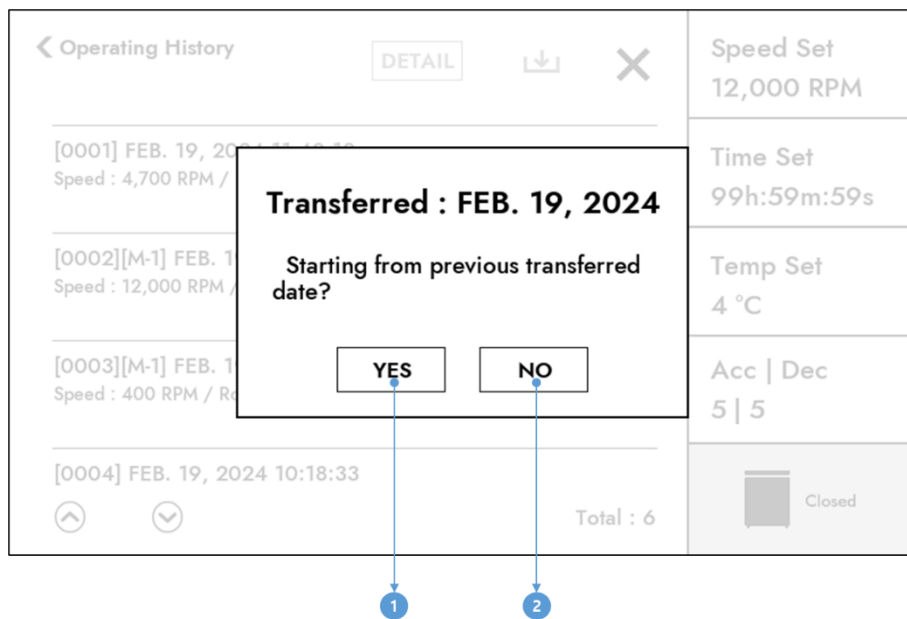 Operating History
DETAIL
[0001] FEB. 19, 20
Speed : 4,700 RPM /
[0002][M-1] FEB. 1
Speed : 12,000 RPM /
[0003][M-1] FEB. 1
Speed : 400 RPM /
[0004] FEB. 19, 2024 10:18:33
Total : 6
Transferred : FEB. 19, 2024
Starting from previous transferred
date?
YES
NO
Speed Set
12,000 RPM
Time Set
99h:59m:59s
Temp Set
4 °C
Acc | Dec
5 | 5
Closed
1
2